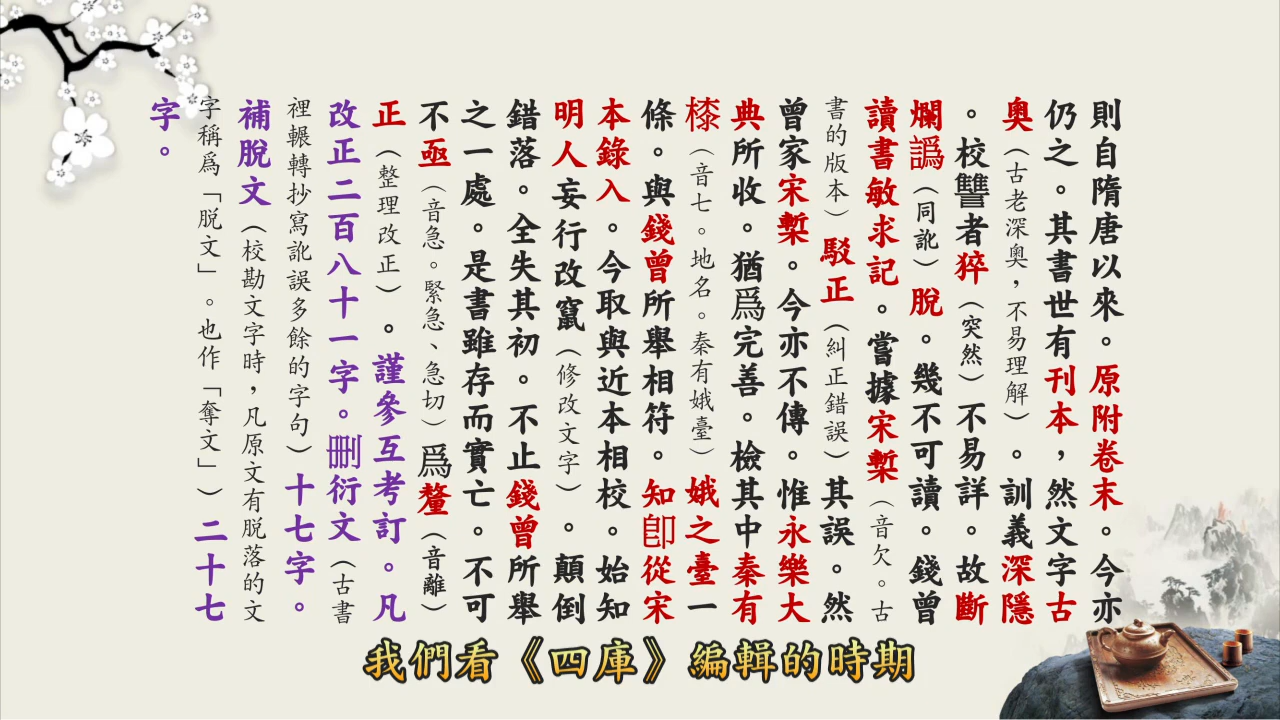 則自隋唐以來。原附卷末。今亦
仍之。其書世有刊本，然文字古
奧（古老深奧，不易理解）。訓義深隱
。校讐者猝（突然）不易詳。故斷
爛譌（同訛）脫。幾不可讀。錢曾
讀書敏求記。嘗據宋槧（音欠。古
書的版本）駁正（糾正錯誤）其誤。然
曾家宋槧。今亦不傳。惟永樂大
典所收。猶爲完善。檢其中秦有
榛（音七。地名。秦有娥臺）娥之臺一
條。與錢曾所舉相符。知卽從宋
本錄入。今取與近本相校。始知
明人妄行改竄（修改文字）。顛倒
錯落。全失其初。不止錢曾所舉
之一處。是書雖存而實亡。不可
不亟（音急。緊急、急切）爲釐（音離）
正（整理改正）。謹參互考訂。凡
改正二百八十一字。刪衍文（古書
裡輾轉抄寫訛誤多餘的字句）十七字。
補脫文（校勘文字時，凡原文有脫落的文
字稱爲「脱文」。也作「奪文」）二十七
字。
我們看《四庫》編輯的時期